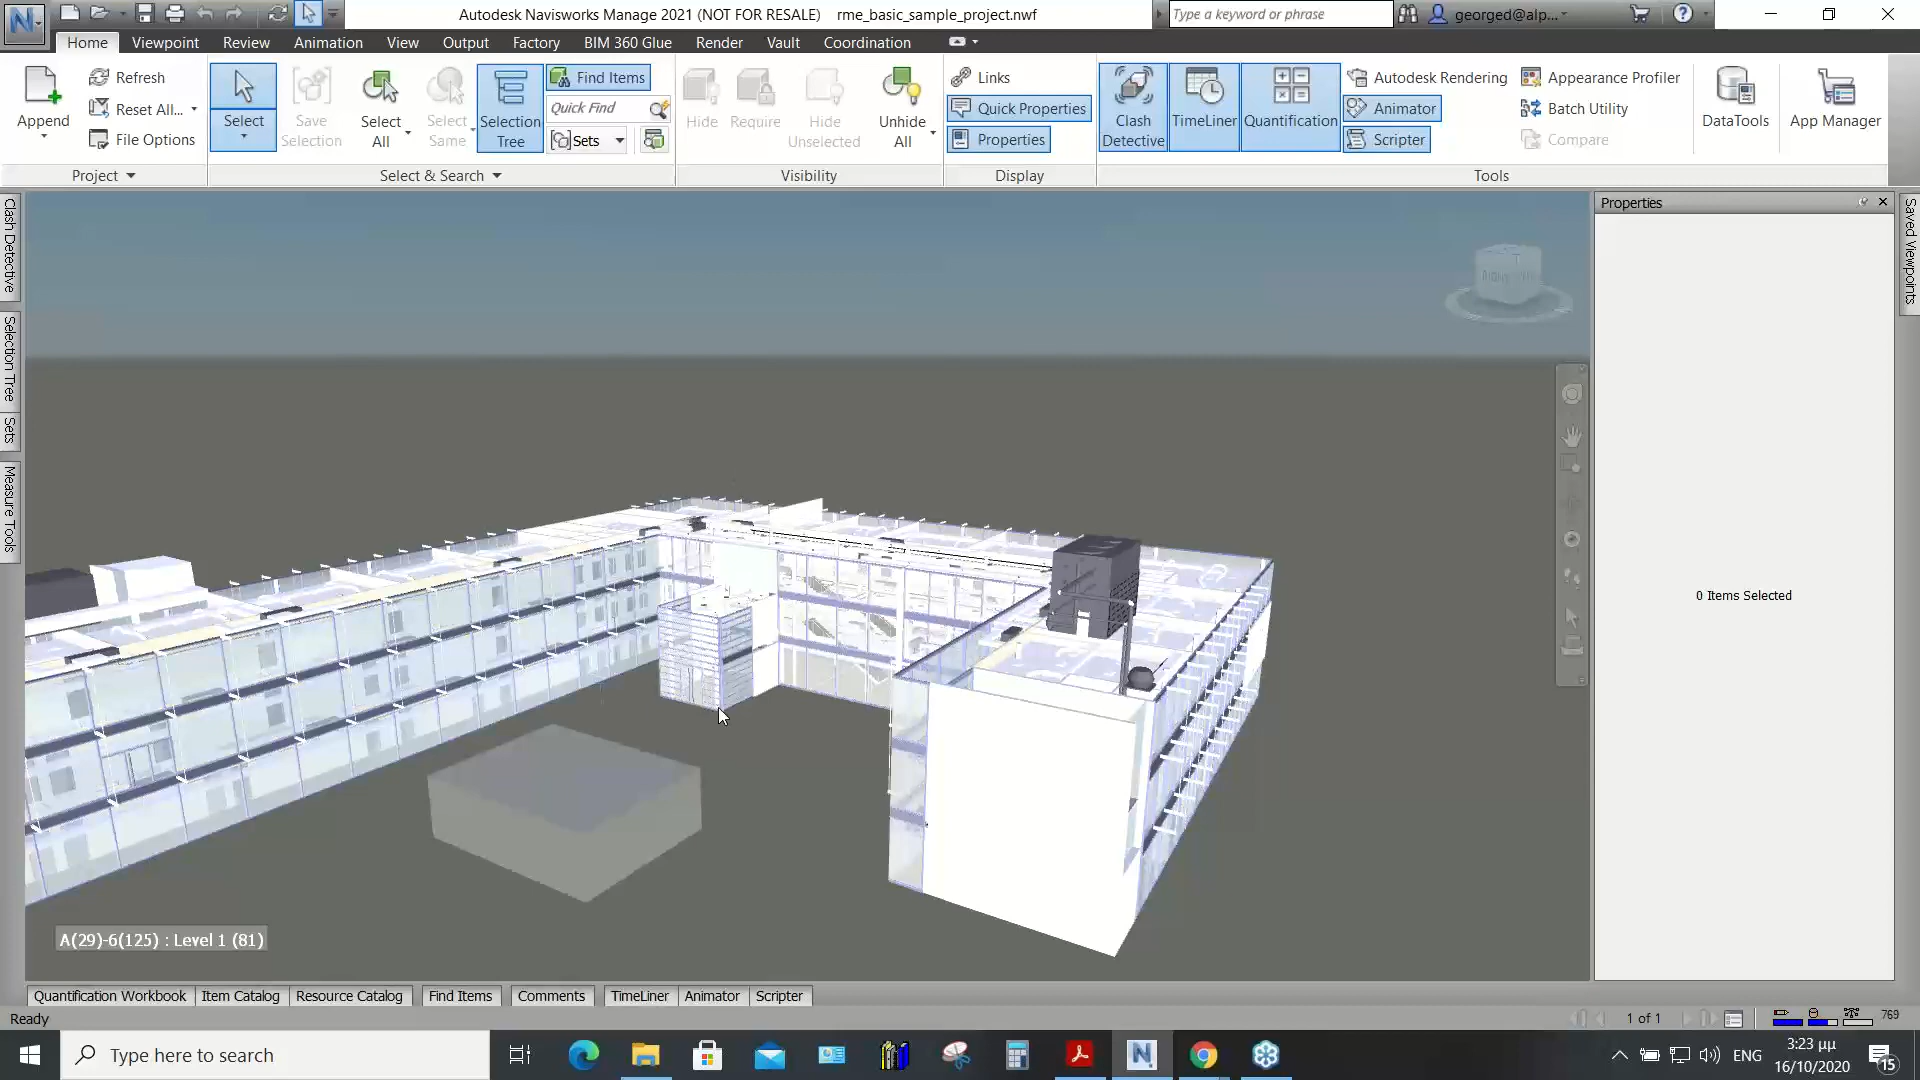 Autodesk Navisworks Manage 2021 (NOT FOR RESALE) rme_basic_sample_project.nwf
Type a keyword or phrase
georged@alp...
Home Viewpoint Review Animation View Output Factory BIM 360 Glue Render Vault Coordination
Append
Refresh
Reset All...
File Options
Project
Select
Save Selection
Select All
Select Same
Selection Tree
Find Items
Quick Find
Sets
Select & Search
Hide
Require
Hide Unselected
Unhide All
Visibility
Links
Quick Properties
Properties
Display
Clash Detective
TimeLiner
Quantification
Autodesk Rendering
Animator
Scripter
Appearance Profiler
Batch Utility
Compare
DataTools
App Manager
Tools
Clash Detective
Selection Tree
Sets
Measure Tools
Properties
0 Items Selected
Saved Viewpoints
A(29)-6(125) : Level 1 (81)
Quantification Workbook Item Catalog Resource Catalog Find Items Comments TimeLiner Animator Scripter
Ready
1 of 1
769
Type here to search
ENG
3:23 μμ
16/10/2020
15